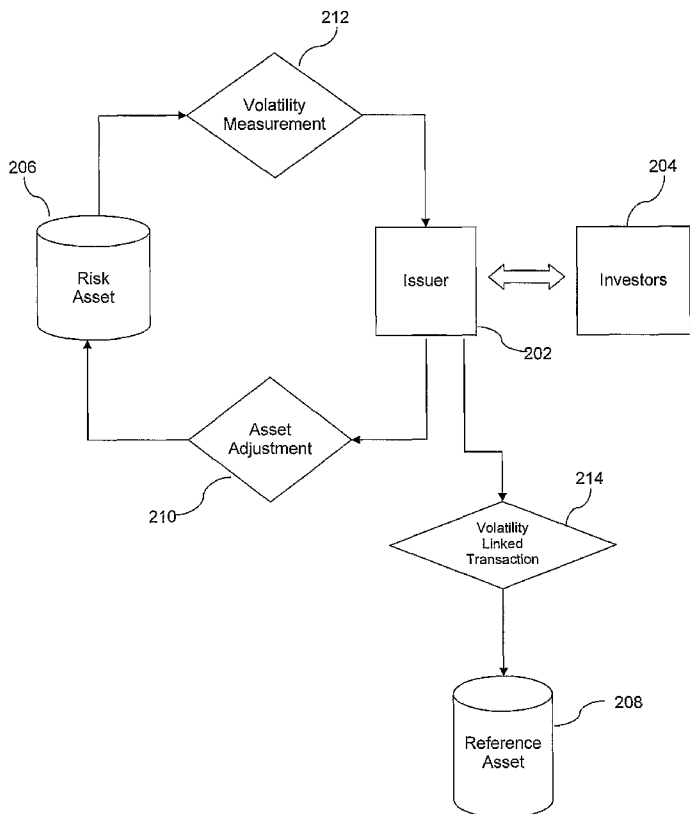 212
Volatility
Measurement
206
204
Risk
Asset
Issuer
Investors
202
Asset
Adjustment
210
214
Volatility
Linked
Transaction
208
Reference
Asset